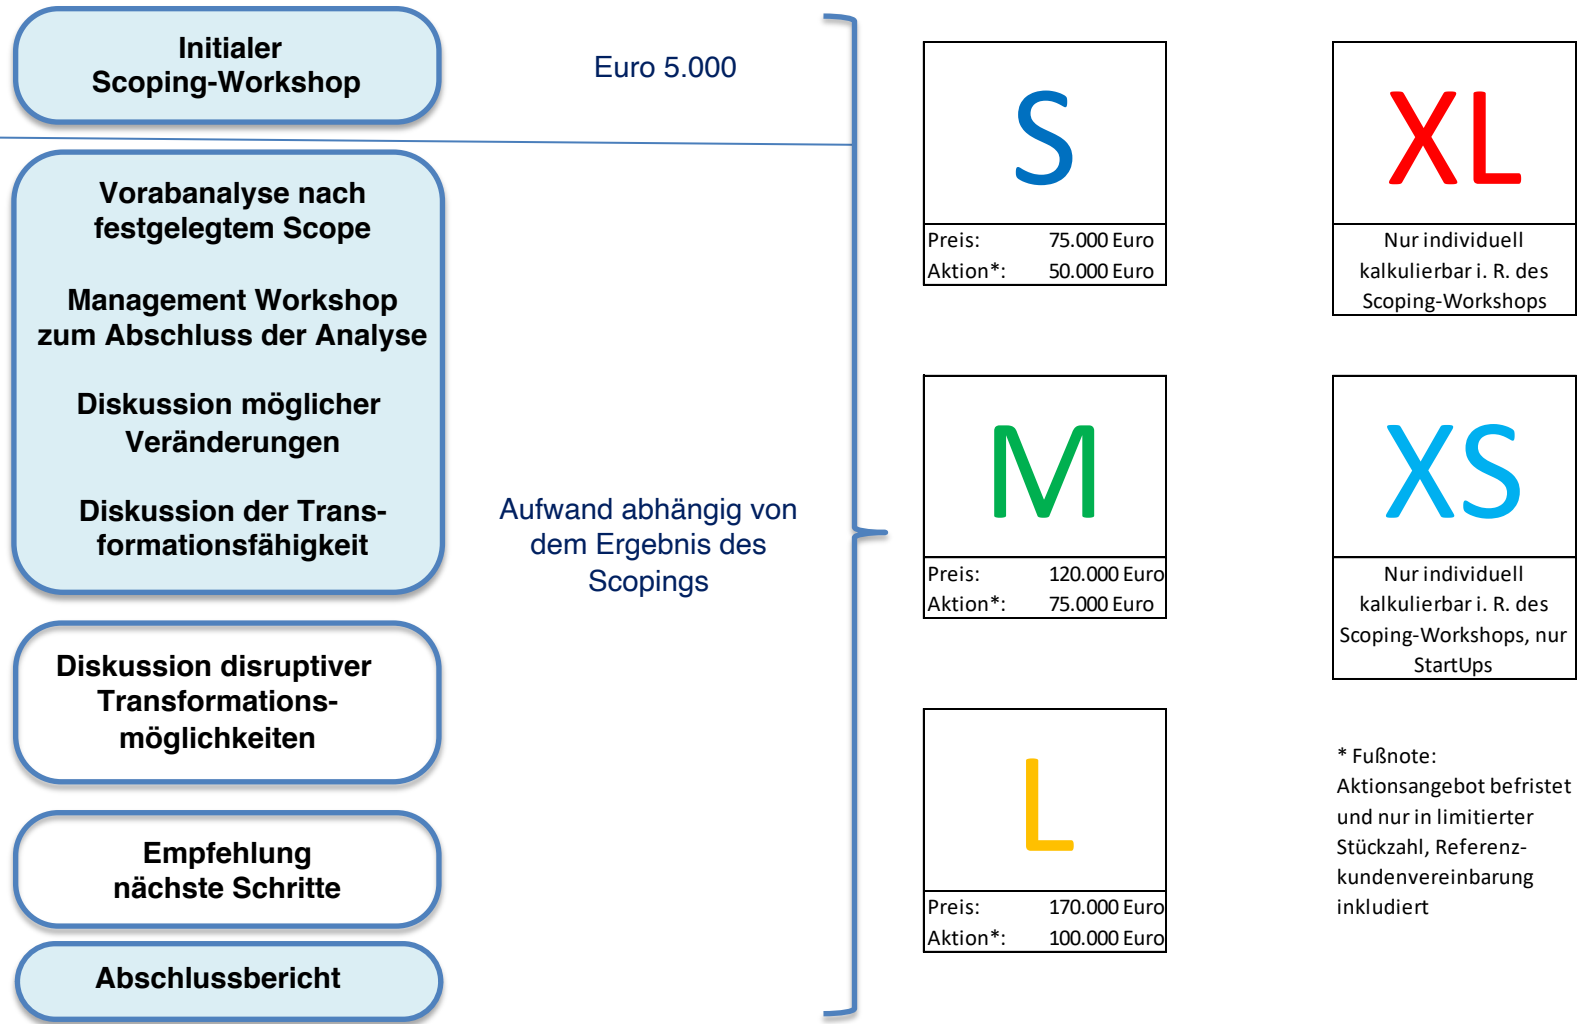 Initialer
Scoping-Workshop
Euro 5.000
Vorabanalyse nach
festgelegtem Scope
Management Workshop
zum Abschluss der Analyse
Diskussion möglicher
Veränderungen
Diskussion der Trans-
formationsfähigkeit
Aufwand abhängig von
dem Ergebnis des
Scopings
Diskussion disruptiver
Transformations-
möglichkeiten
Empfehlung
nächste Schritte
Abschlussbericht
S
Preis: 75.000 Euro
Aktion*: 50.000 Euro
XL
Nur individuell
kalkulierbar i. R. des
Scoping-Workshops
M
Preis: 120.000 Euro
Aktion*: 75.000 Euro
XS
Nur individuell
kalkulierbar i. R. des
Scoping-Workshops, nur
StartUps
L
Preis: 170.000 Euro
Aktion*: 100.000 Euro
* Fußnote:
Aktionsangebot befristet
und nur in limitierter
Stückzahl, Referenz-
kundenvereinbarung
inkludiert